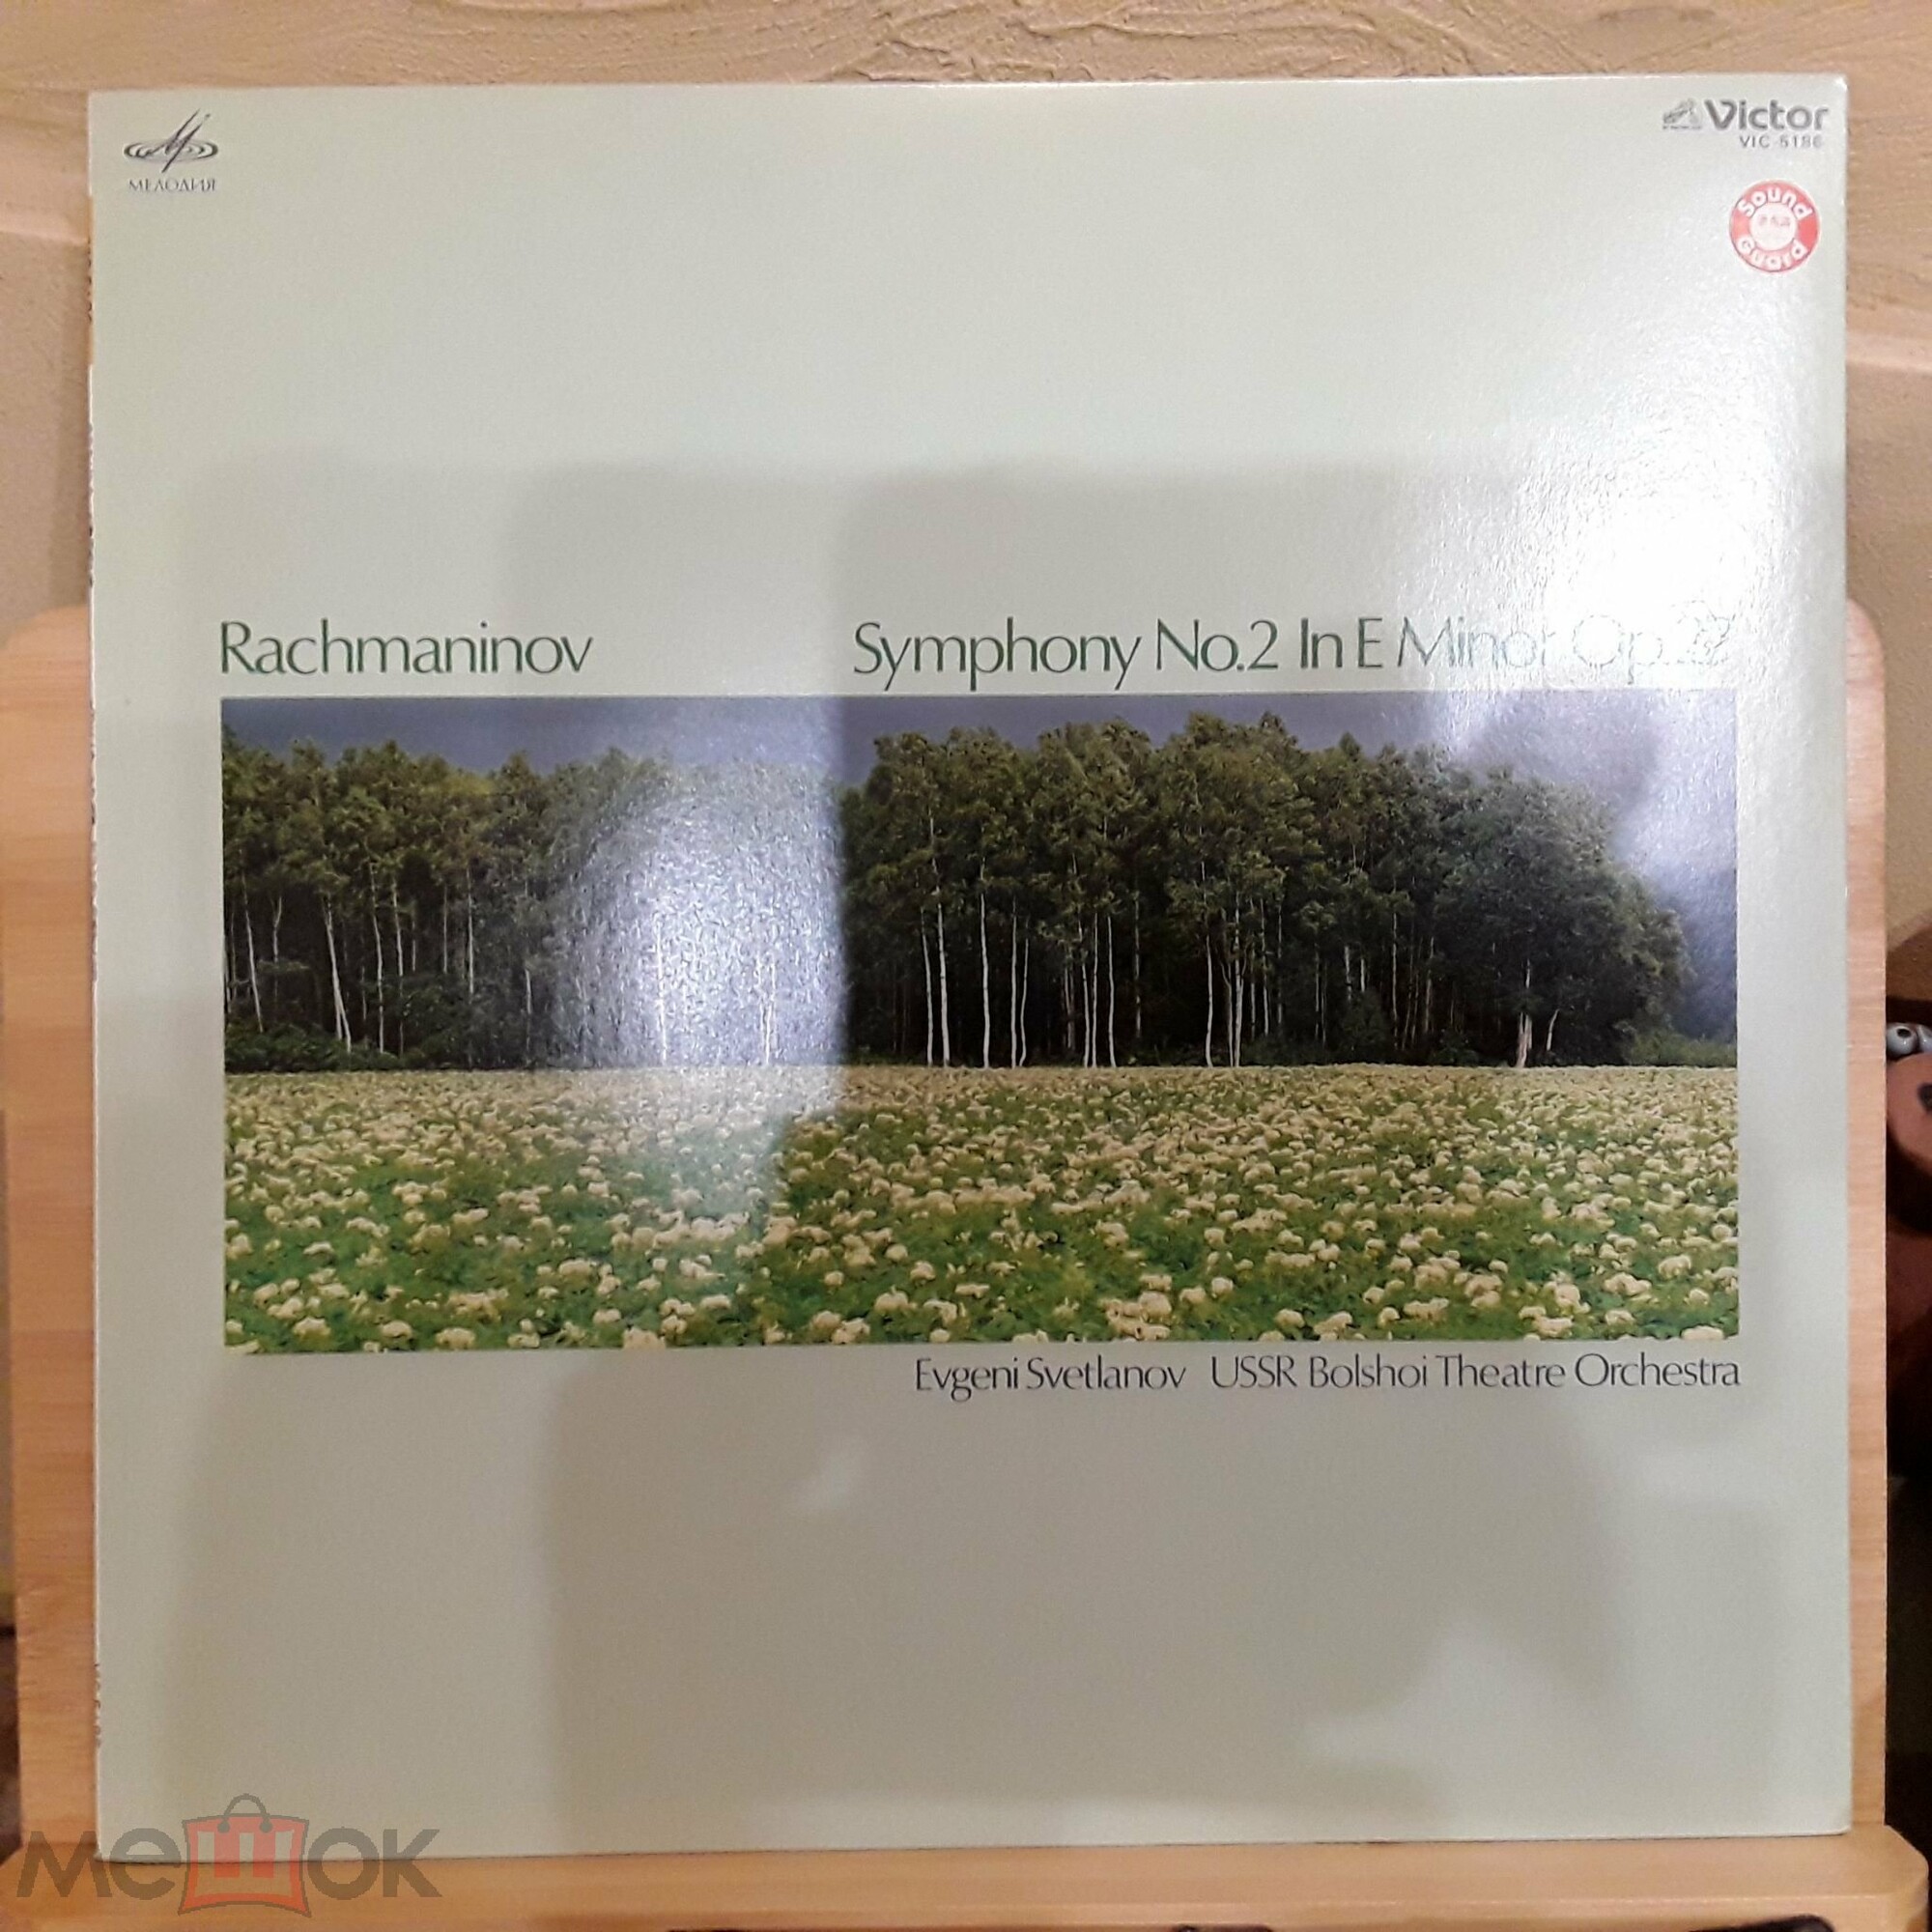 МЕЛОДИЯ
Victor
VIC-5186
Sound
Guard
Rachmaninov
Symphony No.2 In E Minor Op.27
Evgeni Svetlanov USSR Bolshoi Theatre Orchestra
мешок